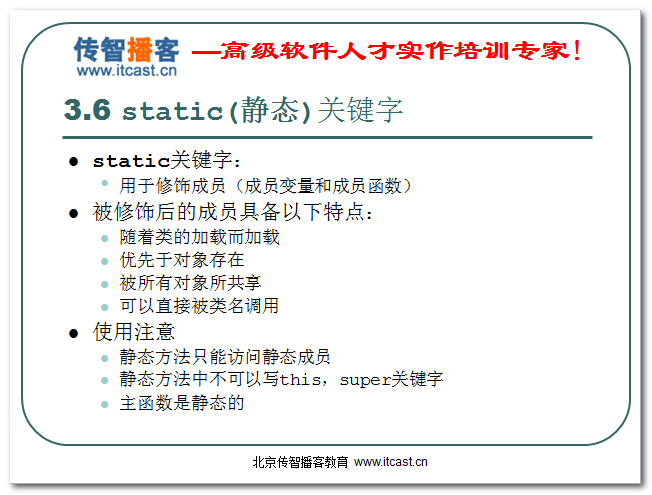 传智播客 —高级软件人才实作培训专家!
www.itcast.cn
3.6 static(静态)关键字
static关键字：
用于修饰成员（成员变量和成员函数）
被修饰后的成员具备以下特点：
随着类的加载而加载
优先于对象存在
被所有对象所共享
可以直接被类名调用
使用注意
静态方法只能访问静态成员
静态方法中不可以写this，super关键字
主函数是静态的
北京传智播客教育 www.itcast.cn